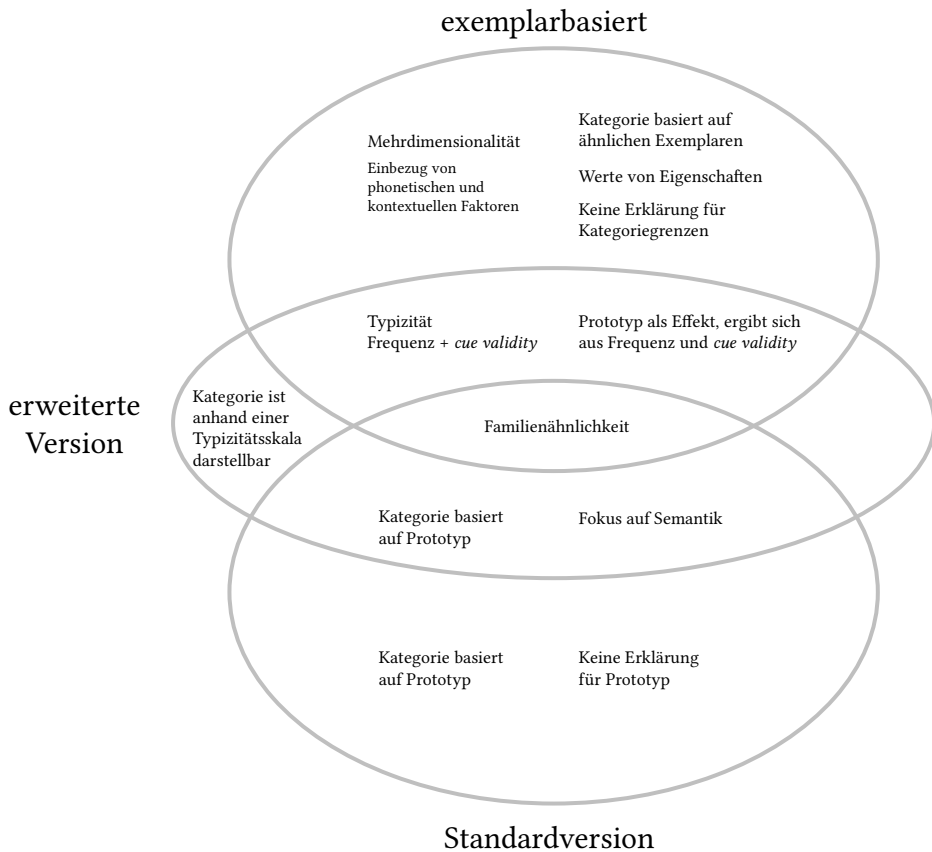 exemplarbasiert
Mehrdimensionalität
Einbezug von
phonetischen und
kontextuellen Faktoren
Kategorie basiert auf
ähnlichen Exemplaren
Werte von Eigenschaften
Keine Erklärung für
Kategoriegrenzen
Typizität
Frequenz + cue validity
Prototyp als Effekt, ergibt sich
aus Frequenz und cue validity
erweiterte
Version
Kategorie ist
anhand einer
Typizitätsskala
darstellbar
Familienähnlichkeit
Kategorie basiert
auf Prototyp
Fokus auf Semantik
Kategorie basiert
auf Prototyp
Keine Erklärung
für Prototyp
Standardversion